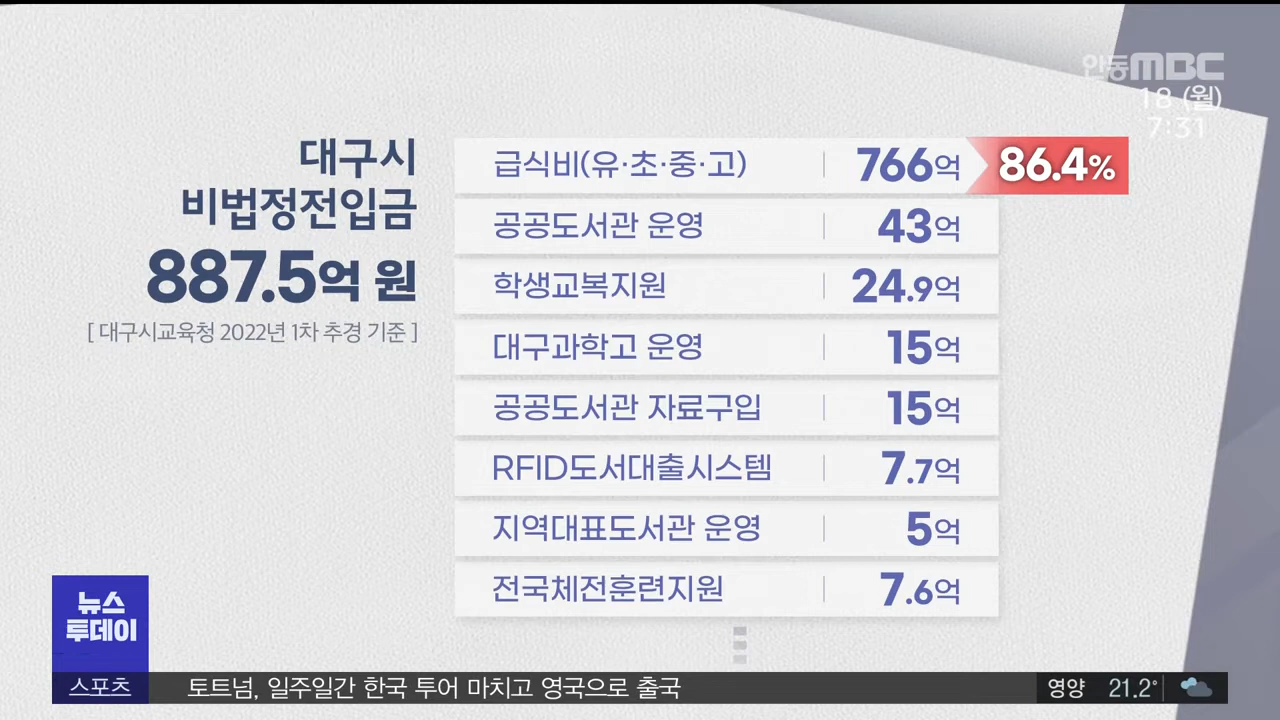 안동MBC
18 (월)
7:31
대구시
비법정전입금
887.5억 원
[ 대구시교육청 2022년 1차 추경 기준 ]
급식비(유·초·중·고) 766억 86.4%
공공도서관 운영 43억
학생교복지원 24.9억
대구과학고 운영 15억
공공도서관 자료구입 15억
RFID도서대출시스템 7.7억
지역대표도서관 운영 5억
전국체전훈련지원 7.6억
뉴스
투데이
스포츠 토트넘, 일주일간 한국 투어 마치고 영국으로 출국 영양 21.2°